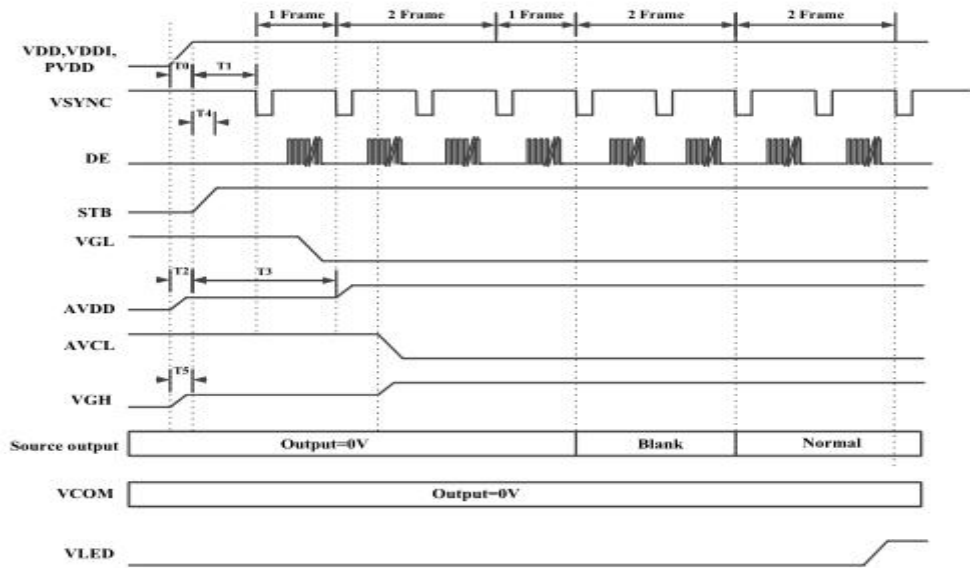 1 Frame 2 Frame 1 Frame 2 Frame 2 Frame
VDD,VDDI,
PVDD
T0 T1
VSYNC
T4
DE
STB
VGL
T2 T3
AVDD
AVCL
T5
VGH
Source output Output=0V Blank Normal
VCOM Output=0V
VLED